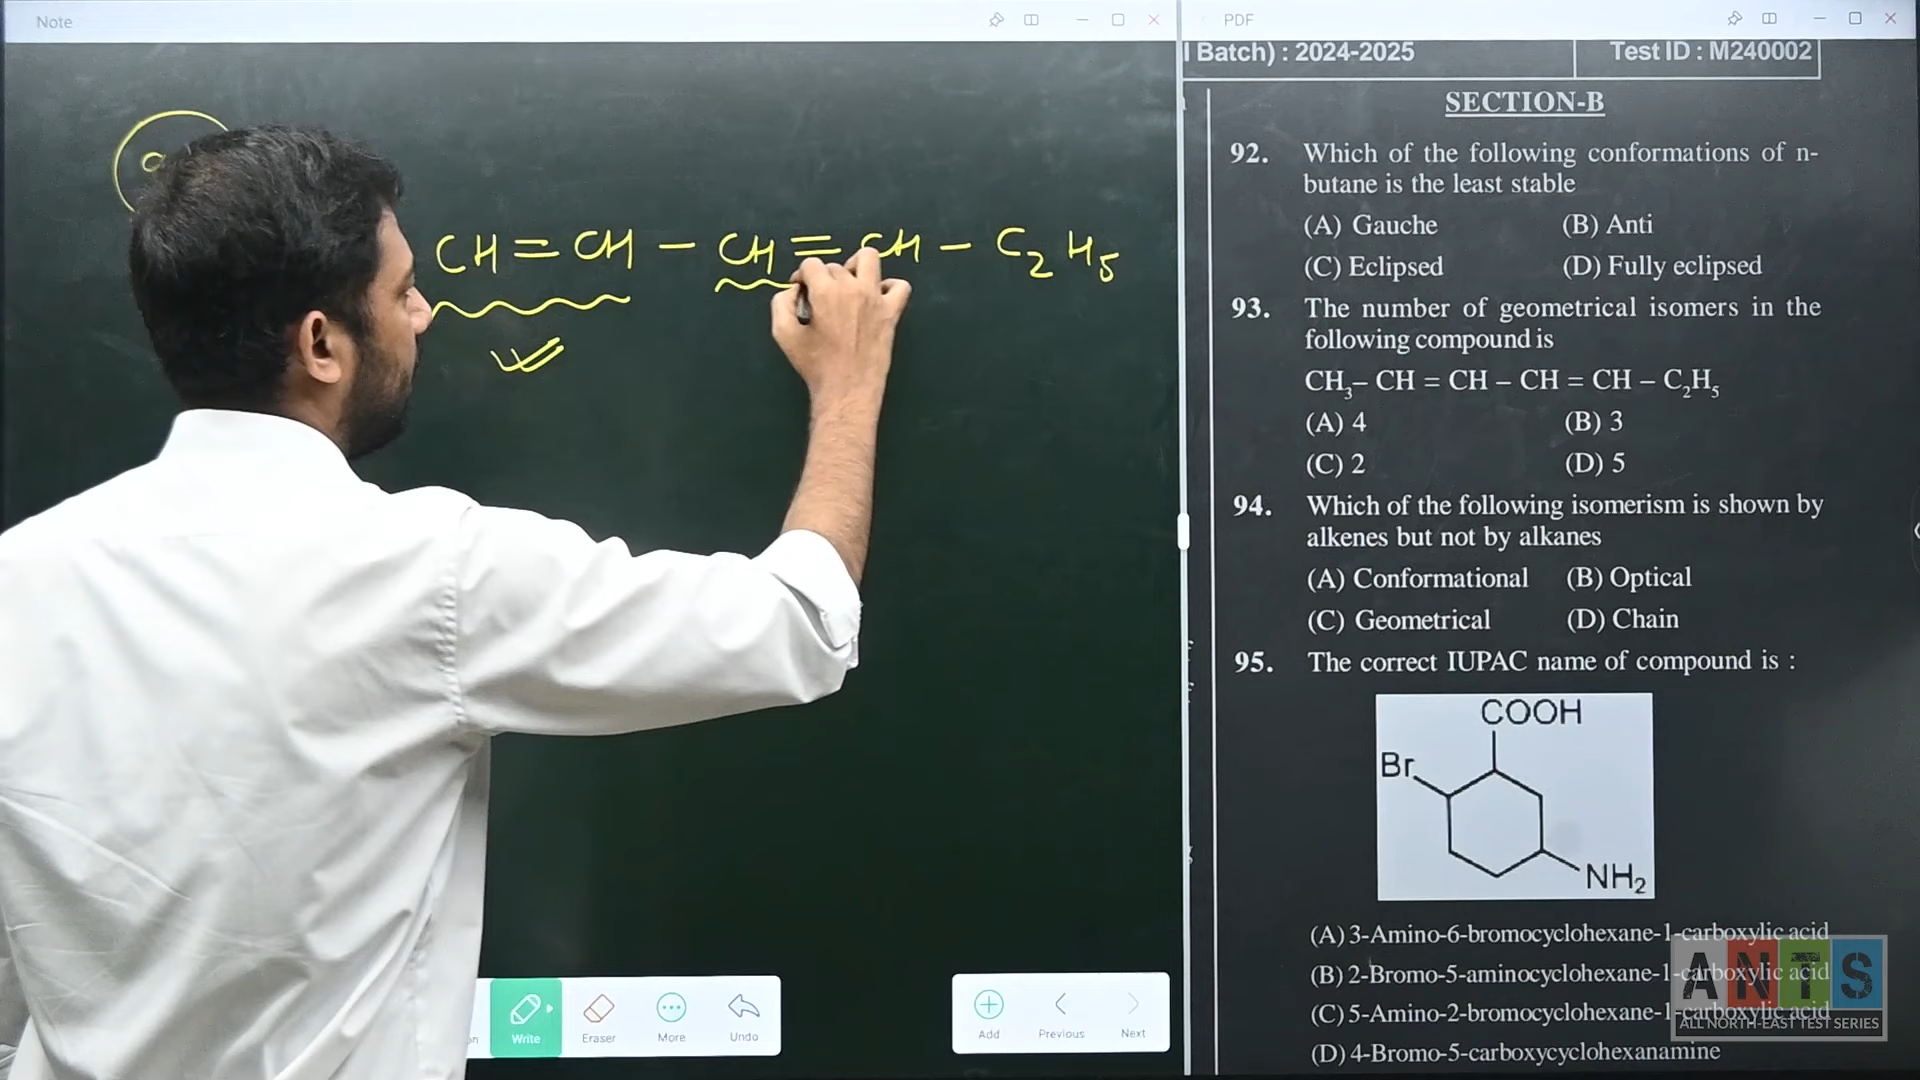 Note
PDF
I Batch) : 2024-2025
Test ID : M240002
CH = CH – CH = CH – C₂H₅
SECTION-B
92. Which of the following conformations of n-
butane is the least stable
(A) Gauche (B) Anti
(C) Eclipsed (D) Fully eclipsed
93. The number of geometrical isomers in the
following compound is
CH₃– CH = CH – CH = CH – C₂H₅
(A) 4 (B) 3
(C) 2 (D) 5
94. Which of the following isomerism is shown by
alkenes but not by alkanes
(A) Conformational (B) Optical
(C) Geometrical (D) Chain
95. The correct IUPAC name of compound is :
COOH
Br
NH₂
(A) 3-Amino-6-bromocyclohexane-1-carboxylic acid
(B) 2-Bromo-5-aminocyclohexane-1-carboxylic acid
(C) 5-Amino-2-bromocyclohexane-1-carboxylic acid
(D) 4-Bromo-5-carboxycyclohexanamine
Write
Eraser
More
Undo
Add
Previous
Next
ANTS
ALL NORTH-EAST TEST SERIES